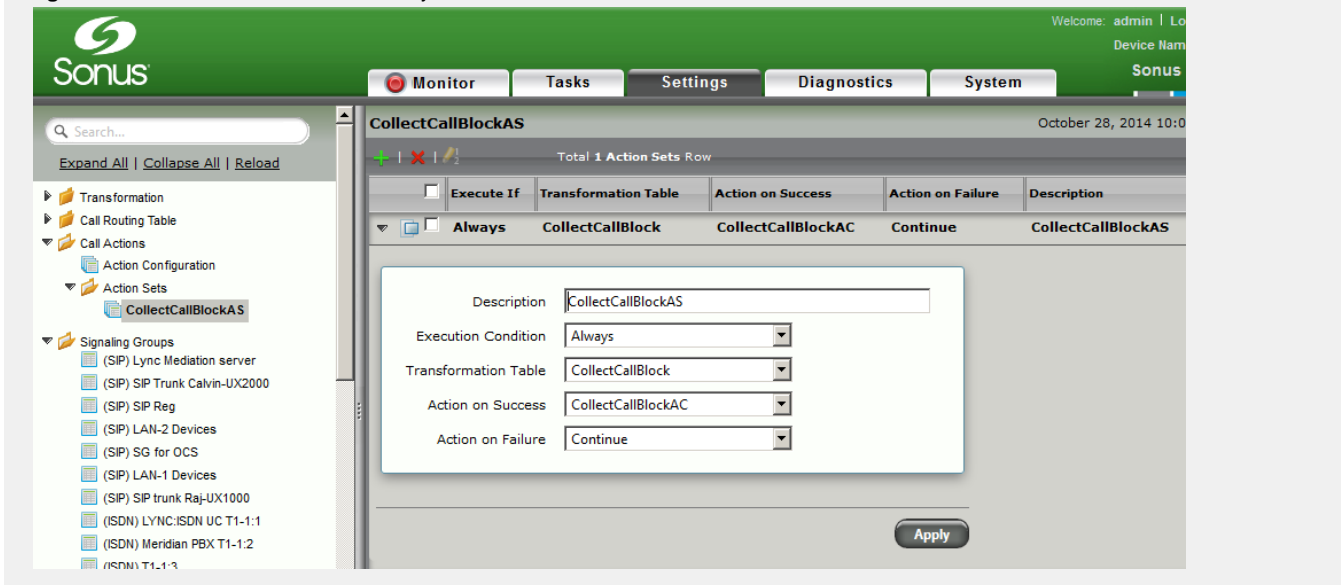 Sonus
Welcome: admin | Lo
Device Nam
Sonus
Monitor
Tasks
Settings
Diagnostics
System
Search...
Expand All | Collapse All | Reload
Transformation
Call Routing Table
Call Actions
Action Configuration
Action Sets
CollectCallBlockAS
Signaling Groups
(SIP) Lync Mediation server
(SIP) SIP Trunk Calvin-UX2000
(SIP) SIP Reg
(SIP) LAN-2 Devices
(SIP) SG for OCS
(SIP) LAN-1 Devices
(SIP) SIP trunk Raj-UX1000
(ISDN) LYNC:ISDN UC T1-1:1
(ISDN) Meridian PBX T1-1:2
(ISDN) T1-1:3
CollectCallBlockAS
October 28, 2014 10:0
Total 1 Action Sets Row
Execute If Transformation Table Action on Success Action on Failure Description
Always CollectCallBlock CollectCallBlockAC Continue CollectCallBlockAS
Description CollectCallBlockAS
Execution Condition Always
Transformation Table CollectCallBlock
Action on Success CollectCallBlockAC
Action on Failure Continue
Apply